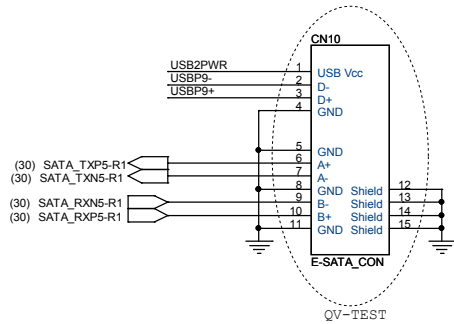 CN10
USB2PWR 1 USB Vcc
USBP9- 2 D-
USBP9+ 3 D+
4 GND
5 GND
(30) SATA_TXP5-R1 6 A+
(30) SATA_TXN5-R1 7 A-
8 GND Shield 12
(30) SATA_RXN5-R1 9 B- Shield 13
(30) SATA_RXP5-R1 10 B+ Shield 14
11 GND Shield 15
E-SATA_CON
QV-TEST